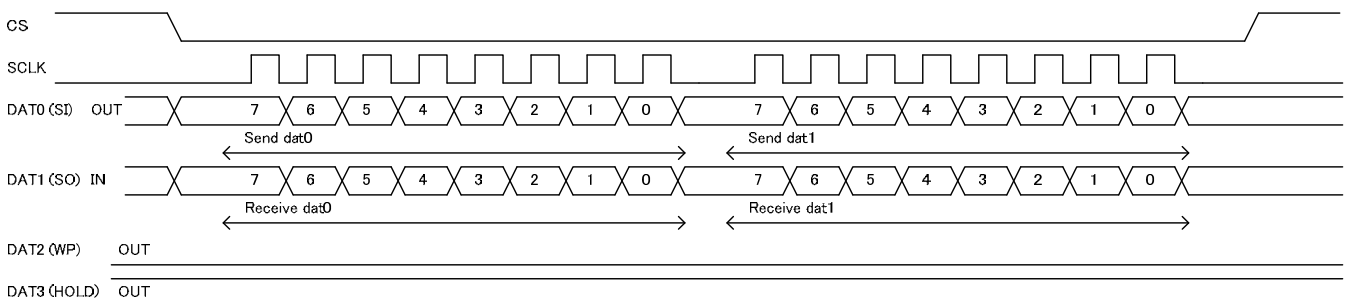 CS
SCLK
DAT0 (SI) OUT 7 6 5 4 3 2 1 0 7 6 5 4 3 2 1 0
Send dat0 Send dat1
DAT1 (SO) IN 7 6 5 4 3 2 1 0 7 6 5 4 3 2 1 0
Receive dat0 Receive dat1
DAT2 (WP) OUT
DAT3 (HOLD) OUT